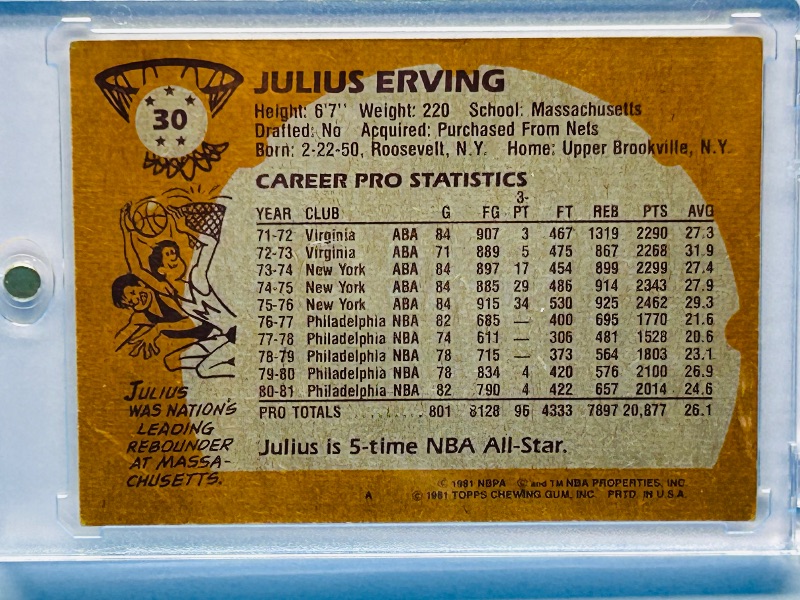 30
JULIUS ERVING
Height: 6'7" Weight: 220 School: Massachusetts
Drafted: No Acquired: Purchased From Nets
Born: 2-22-50, Roosevelt, N.Y. Home: Upper Brookville, N.Y.
CAREER PRO STATISTICS
YEAR CLUB G FG 3-PT FT REB PTS AVG
71-72 Virginia ABA 84 907 3 467 1319 2290 27.3
72-73 Virginia ABA 71 889 5 475 867 2268 31.9
73-74 New York ABA 84 897 17 454 899 2299 27.4
74-75 New York ABA 84 885 29 486 914 2343 27.9
75-76 New York ABA 84 915 34 530 925 2462 29.3
76-77 Philadelphia NBA 82 685 — 400 695 1770 21.6
77-78 Philadelphia NBA 74 611 — 306 481 1528 20.6
78-79 Philadelphia NBA 78 715 — 373 564 1803 23.1
79-80 Philadelphia NBA 78 834 4 420 576 2100 26.9
80-81 Philadelphia NBA 82 790 4 422 657 2014 24.6
PRO TOTALS . . . . . . . . . . 801 8128 96 4333 7897 20,877 26.1
Julius is 5-time NBA All-Star.
JULIUS
WAS NATION'S
LEADING
REBOUNDER
AT MASSA-
CHUSETTS.
© 1981 NBPA © and TM NBA PROPERTIES, INC.
A © 1981 TOPPS CHEWING GUM, INC. PRTD. IN U.S.A.